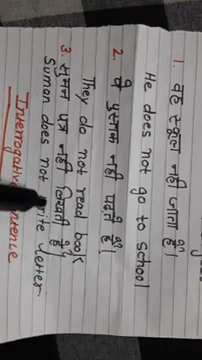 1. वह स्कूल नहीं जाता है।
He does not go to school
2. वे पुस्तक नहीं पढ़ते हैं।
They do not read book
3. सुमन पत्र नहीं लिखती है।
Suman does not